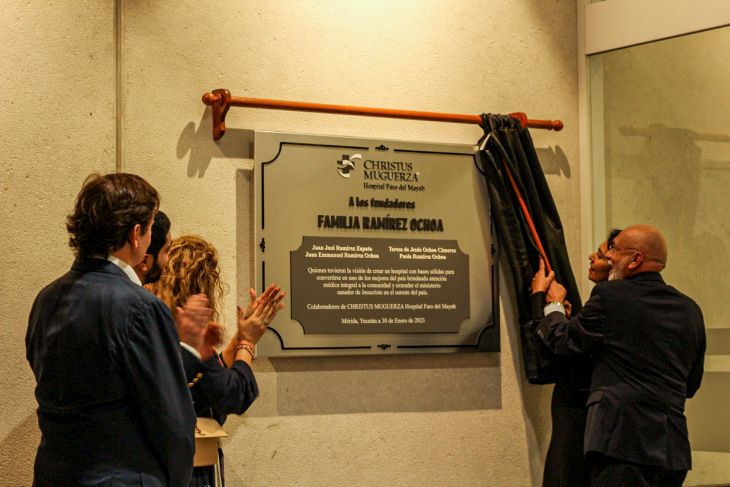 CHRISTUS
MUGUERZA
Hospital Faro del Mayab
A los fundadores
FAMILIA RAMÍREZ OCHOA
Juan José Ramírez Zapata Teresa de Jesús Ochoa Cisneros
Juan Emmanuel Ramírez Ochoa Paola Ramírez Ochoa
Quienes tuvieron la visión de crear un hospital con bases sólidas para
convertirse en uno de los mejores del país brindando atención
médica integral a la comunidad y extender el ministerio
sanador de Jesucristo en el sureste del país.
Colaboradores de CHRISTUS MUGUERZA Hospital Faro del Mayab
Mérida, Yucatán a 30 de Enero de 2023